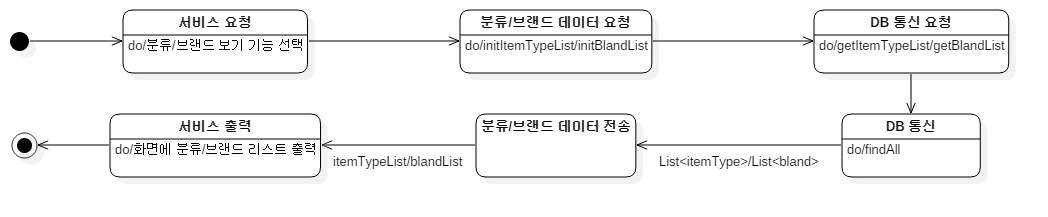 서비스 요청
do/분류/브랜드 보기 기능 선택
분류/브랜드 데이터 요청
do/initItemTypeList/initBlandList
DB 통신 요청
do/getItemTypeList/getBlandList
서비스 출력
do/화면에 분류/브랜드 리스트 출력
itemTypeList/blandList
분류/브랜드 데이터 전송
List<itemType>/List<bland>
DB 통신
do/findAll